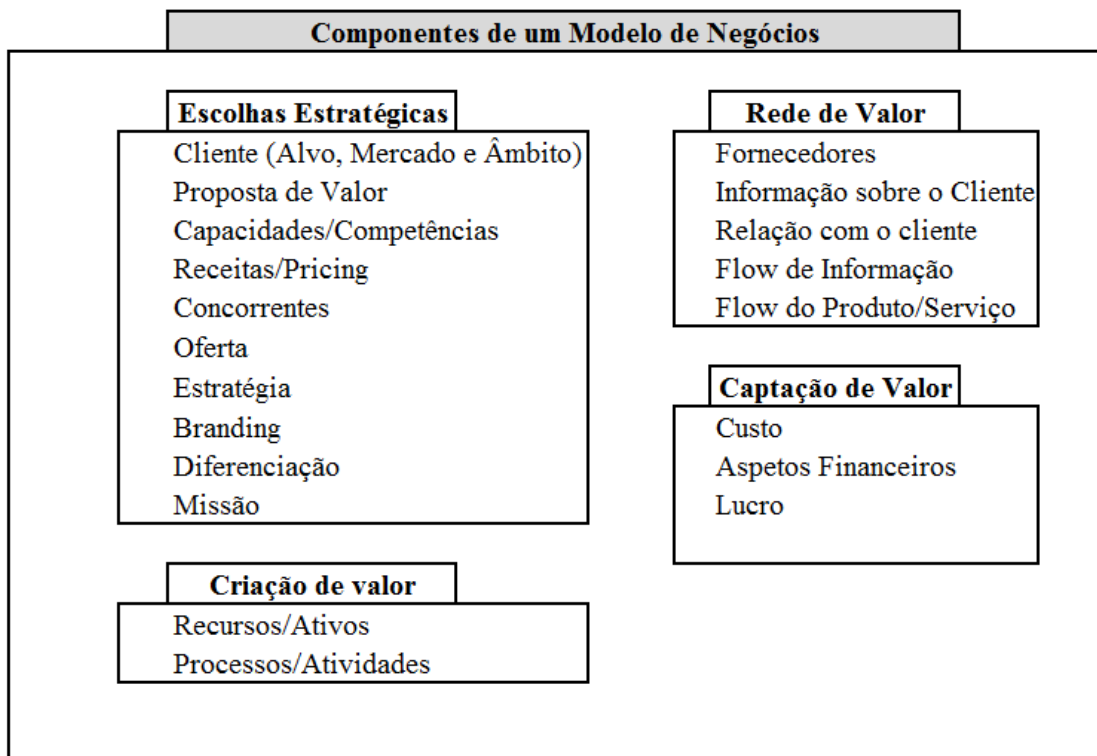 Componentes de um Modelo de Negócios
Escolhas Estratégicas
Cliente (Alvo, Mercado e Âmbito)
Proposta de Valor
Capacidades/Competências
Receitas/Pricing
Concorrentes
Oferta
Estratégia
Branding
Diferenciação
Missão
Criação de valor
Recursos/Ativos
Processos/Atividades
Rede de Valor
Fornecedores
Informação sobre o Cliente
Relação com o cliente
Flow de Informação
Flow do Produto/Serviço
Captação de Valor
Custo
Aspetos Financeiros
Lucro